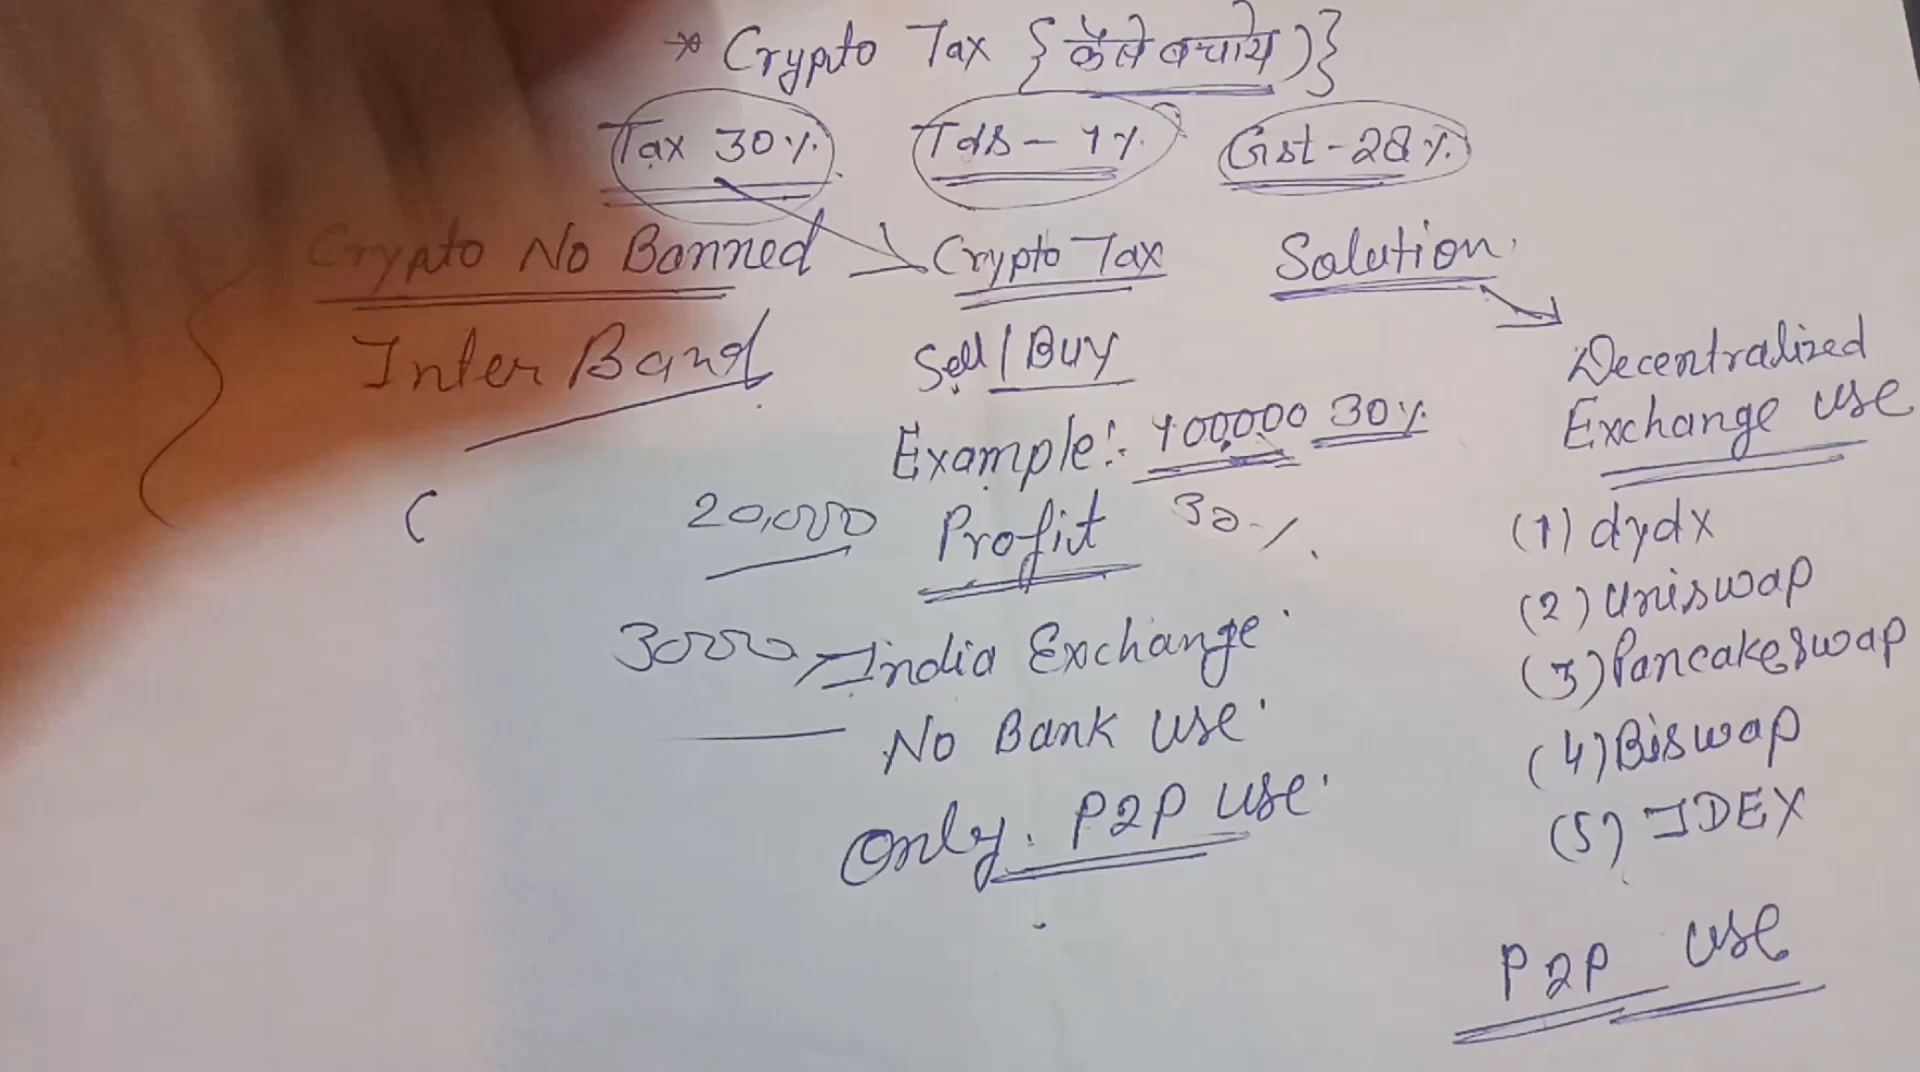 * Crypto Tax {कैसे बचाये)}
Tax 30% Tds - 1% Gst - 28%
Crypto No Banned Crypto Tax Solution
Inter Band Sell / Buy
Decentralized
Exchange use
Example:- 100,000 30%
20,000 Profit 30%
(1) dydx
(2) Uniswap
3000 India Exchange
(3) Pancakeswap
No Bank use
(4) Biswap
Only. P2P use
(5) IDEX
P2P use